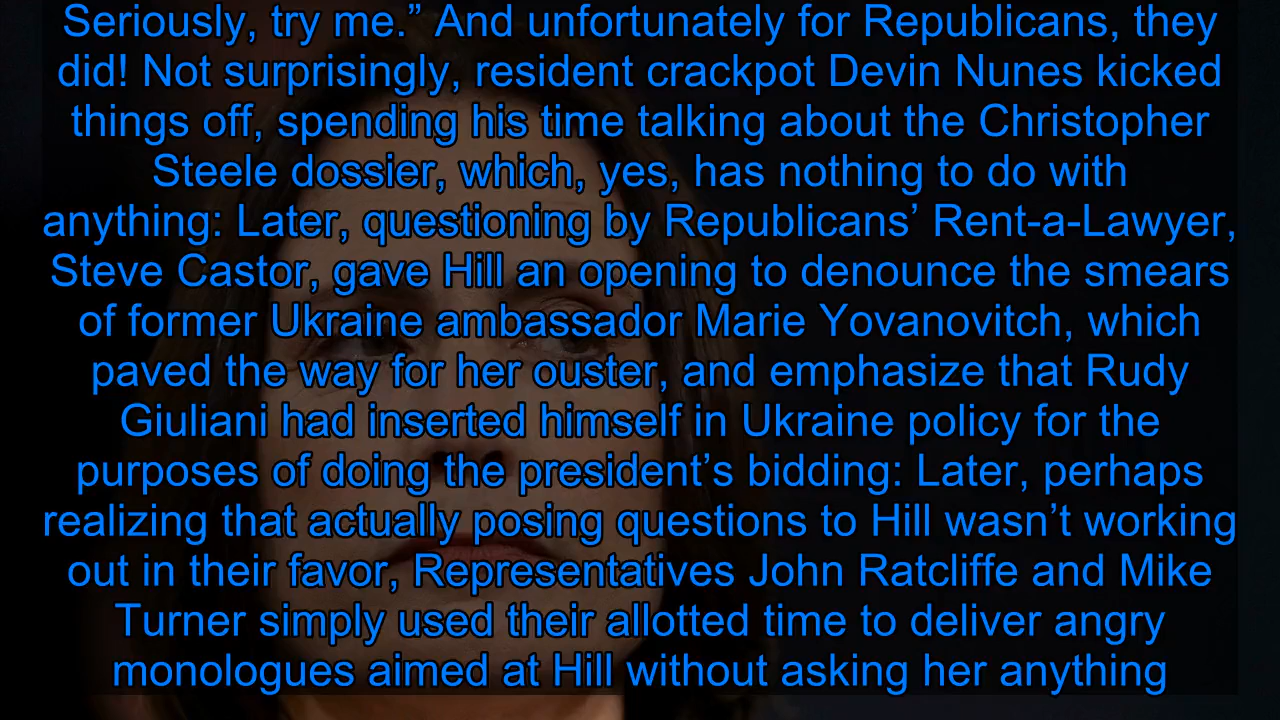 Seriously, try me.” And unfortunately for Republicans, they
did! Not surprisingly, resident crackpot Devin Nunes kicked
things off, spending his time talking about the Christopher
Steele dossier, which, yes, has nothing to do with
anything: Later, questioning by Republicans’ Rent-a-Lawyer,
Steve Castor, gave Hill an opening to denounce the smears
of former Ukraine ambassador Marie Yovanovitch, which
paved the way for her ouster, and emphasize that Rudy
Giuliani had inserted himself in Ukraine policy for the
purposes of doing the president’s bidding: Later, perhaps
realizing that actually posing questions to Hill wasn’t working
out in their favor, Representatives John Ratcliffe and Mike
Turner simply used their allotted time to deliver angry
monologues aimed at Hill without asking her anything